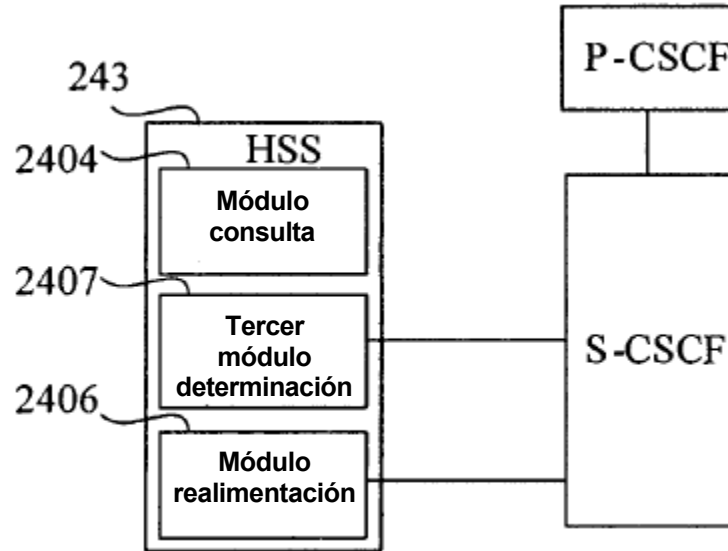 P-CSCF
243
HSS
2404
Módulo
consulta
2407
Tercer
módulo
determinación
S-CSCF
2406
Módulo
realimentación